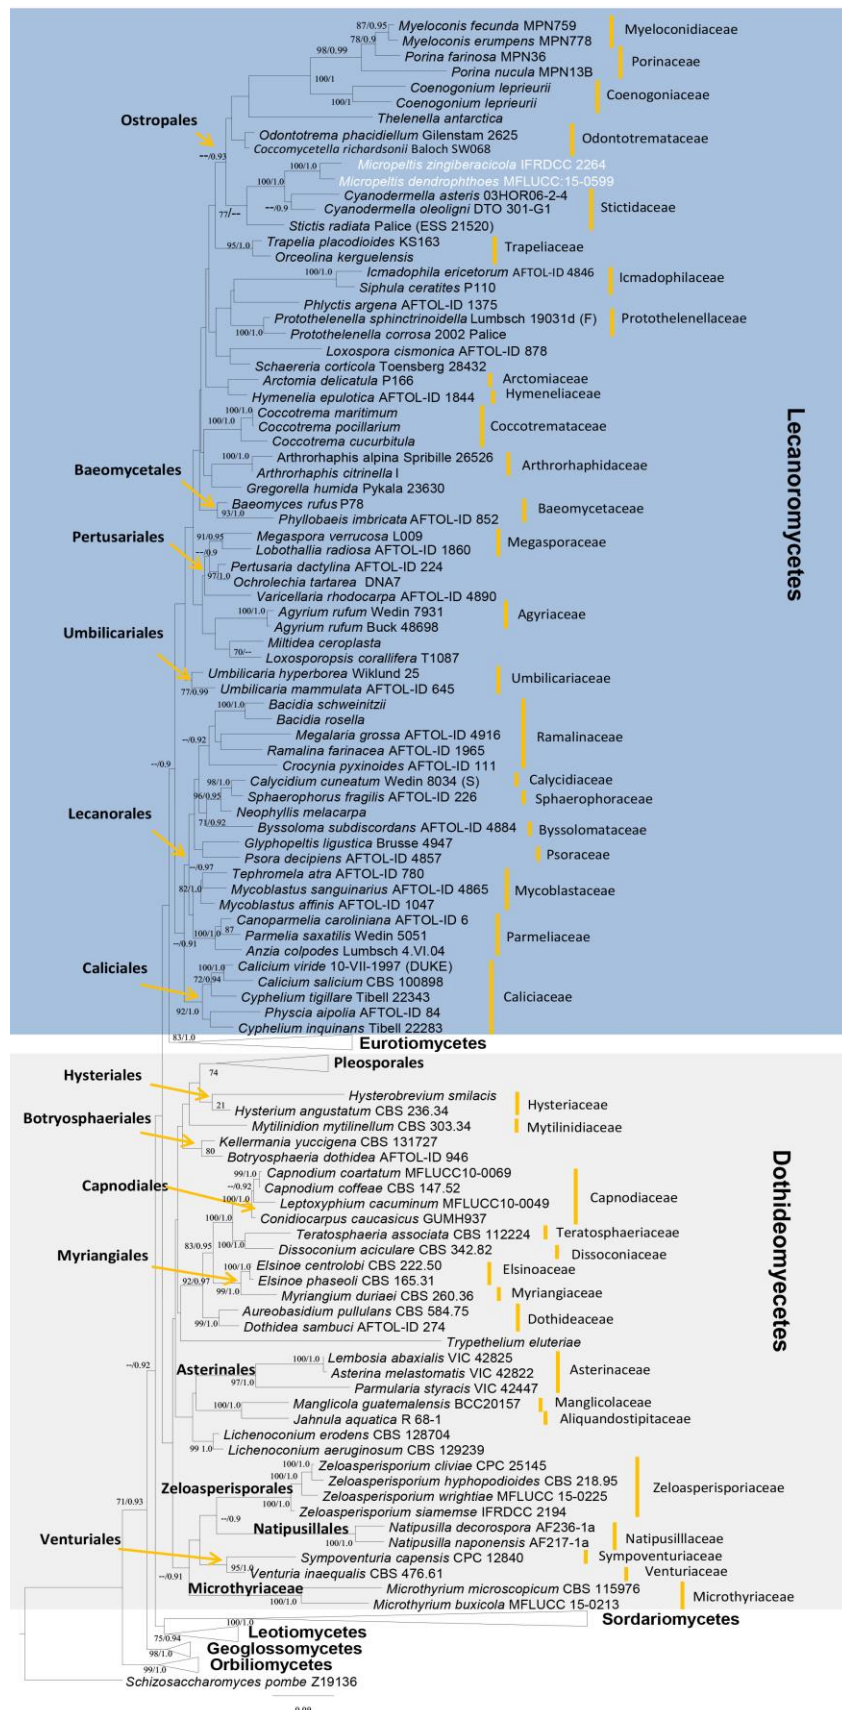 87/0.95 Myeloconis fecunda MPN759
Myeloconidiaceae
78/0.9 Myeloconis erumpens MPN778
98/0.99 Porina farinosa MPN36
Porinaceae
Porina nucula MPN13B
100/1 Coenogonium leprieurii
Coenogoniaceae
100/1 Coenogonium leprieurii
Thelenella antarctica
Ostropales
Odontotrema phacidiellum Gilenstam 2625
Odontotremataceae
Coccomycetella richardsonii Baloch SW068
--/0.93
100/1.0 Micropeltis zingiberacicola IFRDCC 2264
100/1.0 Micropeltis dendrophthoes MFLUCC:15-0599
Cyanodermella asteris 03HOR06-2-4
Stictidaceae
--/0.9 Cyanodermella oleoligni DTO 301-G1
77/--
Stictis radiata Palice (ESS 21520)
95/1.0 Trapelia placodioides KS163
Trapeliaceae
Orceolina kerguelensis
100/1.0 Icmadophila ericetorum AFTOL-ID 4846
Icmadophilaceae
Siphula ceratites P110
Phlyctis argena AFTOL-ID 1375
Protothelenella sphinctrinoidella Lumbsch 19031d (F)
Protothelenellaceae
100/1.0 Protothelenella corrosa 2002 Palice
Loxospora cismonica AFTOL-ID 878
Schaereria corticola Toensberg 28432
Arctomia delicatula P166
Arctomiaceae
Hymenelia epulotica AFTOL-ID 1844
Hymeneliaceae
100/1.0 Coccotrema maritimum
100/1.0 Coccotrema pocillarium
Coccotremataceae
Coccotrema cucurbitula
Lecanoromycetes
100/1.0 Arthrorhaphis alpina Spribille 26526
Arthrorhaphidaceae
Baeomycetales
Arthrorhaphis citrinella I
Gregorella humida Pykala 23630
Baeomyces rufus P78
Baeomycetaceae
93/1.0 Phyllobaeis imbricata AFTOL-ID 852
Pertusariales
91/0.95 Megaspora verrucosa L009
Megasporaceae
--/0.9 Lobothallia radiosa AFTOL-ID 1860
Pertusaria dactylina AFTOL-ID 224
97/1.0 Ochrolechia tartarea DNA7
Varicellaria rhodocarpa AFTOL-ID 4890
100/1.0 Agyrium rufum Wedin 7931
Agyriaceae
Agyrium rufum Buck 48698
Umbilicariales
Miltidea ceroplasta
70/-- Loxosporopsis corallifera T1087
Umbilicaria hyperborea Wiklund 25
Umbilicariaceae
77/0.99 Umbilicaria mammulata AFTOL-ID 645
100/1.0 Bacidia schweinitzii
Bacidia rosella
Ramalinaceae
--/0.92 Megalaria grossa AFTOL-ID 4916
Ramalina farinacea AFTOL-ID 1965
--/0.9 Crocynia pyxinoides AFTOL-ID 111
98/1.0 Calycidium cuneatum Wedin 8034 (S)
Calycidiaceae
96/0.95 Sphaerophorus fragilis AFTOL-ID 226
Sphaerophoraceae
Lecanorales
Neophyllis melacarpa
71/0.92 Byssoloma subdiscordans AFTOL-ID 4884
Byssolomataceae
Glyphopeltis ligustica Brusse 4947
Psora decipiens AFTOL-ID 4857
Psoraceae
--/0.97 Tephromela atra AFTOL-ID 780
82/1.0 Mycoblastus sanguinarius AFTOL-ID 4865
Mycoblastaceae
Mycoblastus affinis AFTOL-ID 1047
Canoparmelia caroliniana AFTOL-ID 6
100/1.0 87 Parmelia saxatilis Wedin 5051
Parmeliaceae
--/0.91 Anzia colpodes Lumbsch 4.VI.04
Caliciales
100/1.0 Calicium viride 10-VII-1997 (DUKE)
72/0.94 Calicium salicium CBS 100898
Cyphelium tigillare Tibell 22343
Caliciaceae
92/1.0 Physcia aipolia AFTOL-ID 84
Cyphelium inquinans Tibell 22283
83/1.0 Eurotiomycetes
74 Pleosporales
Hysteriales
Hysterobrevium smilacis
Hysteriaceae
21 Hysterium angustatum CBS 236.34
Botryosphaeriales
Mytilinidion mytilinellum CBS 303.34
Mytilinidiaceae
Kellermania yuccigena CBS 131727
80 Botryosphaeria dothidea AFTOL-ID 946
Dothideomyecetes
99/1.0 Capnodium coartatum MFLUCC10-0069
Capnodiales
--/0.92 Capnodium coffeae CBS 147.52
Capnodiaceae
100/1.0 Leptoxyphium cacuminum MFLUCC10-0049
Conidiocarpus caucasicus GUMH937
100/1.0 Teratosphaeria associata CBS 112224
Teratosphaeriaceae
100/1.0 Dissoconium aciculare CBS 342.82
Dissoconiaceae
Myriangiales
83/0.95
100/1.0 Elsinoe centrolobi CBS 222.50
Elsinoaceae
Elsinoe phaseoli CBS 165.31
92/0.97 99/1.0 Myriangium duriaei CBS 260.36
Myriangiaceae
Aureobasidium pullulans CBS 584.75
Dothideaceae
99/1.0 Dothidea sambuci AFTOL-ID 274
Trypethelium eluteriae
--/0.92
Asterinales
100/1.0 Lembosia abaxialis VIC 42825
Asterinaceae
Asterina melastomatis VIC 42822
97/1.0 Parmularia styracis VIC 42447
Manglicola guatemalensis BCC20157
Manglicolaceae
100/1.0 Jahnula aquatica R 68-1
Aliquandostipitaceae
Lichenoconium erodens CBS 128704
99 1.0 Lichenoconium aeruginosum CBS 129239
100/1.0 Zeloasperisporium cliviae CPC 25145
100/1.0 Zeloasperisporium hyphopodioides CBS 218.95
Zeloasperisporiaceae
Zeloasperisporales
Zeloasperisporium wrightiae MFLUCC 15-0225
100/1.0 Zeloasperisporium siamemse IFRDCC 2194
71/0.93
--/0.9
Natipusillales
Natipusilla decorospora AF236-1a
Natipusilllaceae
Venturiales
100/1.0 Natipusilla naponensis AF217-1a
Sympoventuria capensis CPC 12840
Sympoventuriaceae
95/1.0 Venturia inaequalis CBS 476.61
Venturiaceae
--/0.91
Microthyriaceae
Microthyrium microscopicum CBS 115976
Microthyriaceae
100/1.0 Microthyrium buxicola MFLUCC 15-0213
100/1.0 Sordariomycetes
75/0.94 Leotiomycetes
98/1.0 Geoglossomycetes
99/1.0 Orbiliomycetes
Schizosaccharomyces pombe Z19136